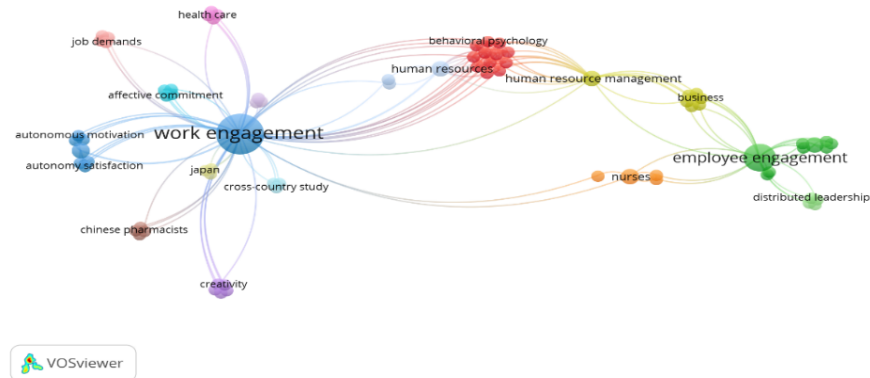 health care
job demands
behavioral psychology
human resources
human resource management
affective commitment
business
autonomous motivation
work engagement
employee engagement
autonomy satisfaction
japan
nurses
cross-country study
distributed leadership
chinese pharmacists
creativity
VOSviewer